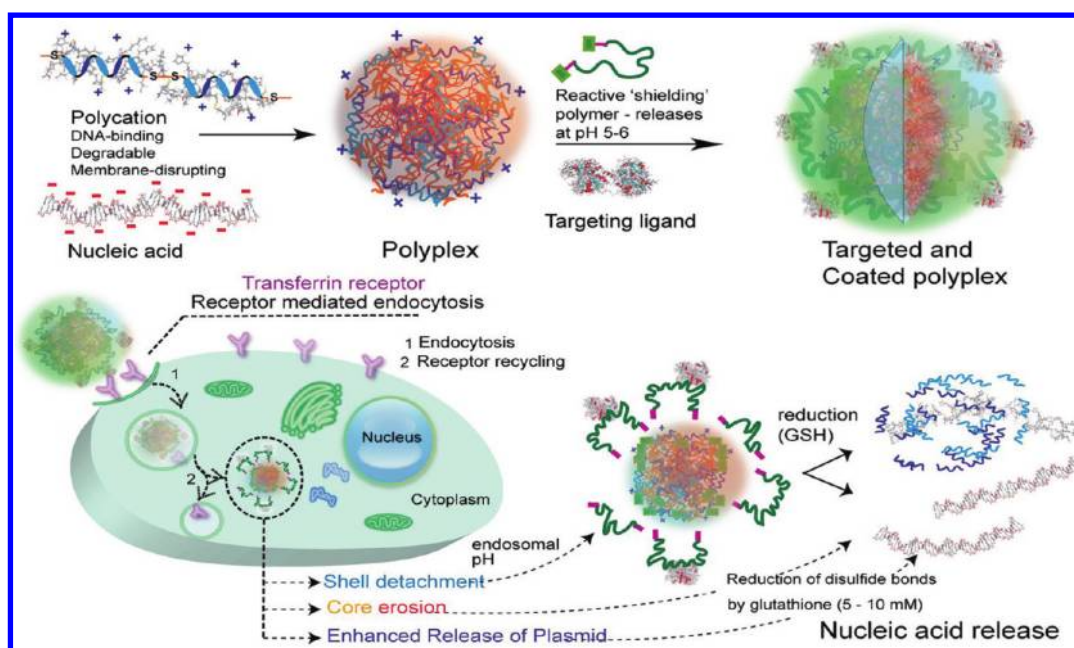 S
S
S
S
Polycation
DNA-binding
Degradable
Membrane-disrupting
Nucleic acid
Polyplex
Reactive 'shielding'
polymer - releases
at pH 5-6
Targeting ligand
Targeted and
Coated polyplex
Transferrin receptor
Receptor mediated endocytosis
1 Endocytosis
2 Receptor recycling
1
2
Nucleus
Cytoplasm
endosomal
pH
Shell detachment
Core erosion
Enhanced Release of Plasmid
reduction
(GSH)
Reduction of disulfide bonds
by glutathione (5 - 10 mM)
Nucleic acid release